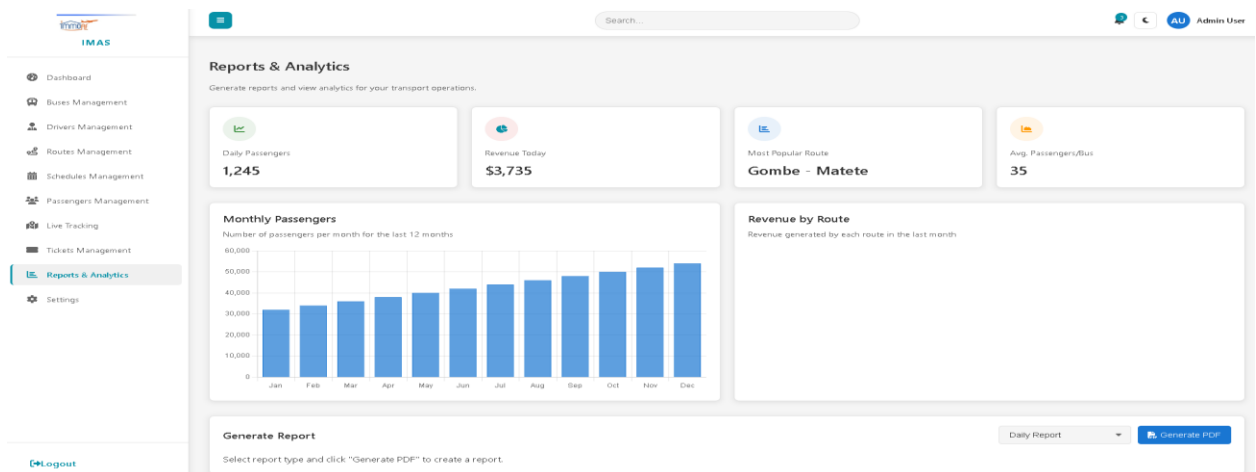 IMAS
Search...
AU
Admin User
Dashboard
Buses Management
Drivers Management
Routes Management
Schedules Management
Passengers Management
Live Tracking
Tickets Management
Reports & Analytics
Settings
Logout
Reports & Analytics
Generate reports and view analytics for your transport operations.
Daily Passengers
1,245
Revenue Today
$3,735
Most Popular Route
Gombe - Matete
Avg. Passengers/Bus
35
Monthly Passengers
Number of passengers per month for the last 12 months
60,000
50,000
40,000
30,000
20,000
10,000
0
Jan Feb Mar Apr May Jun Jul Aug Sep Oct Nov Dec
Revenue by Route
Revenue generated by each route in the last month
Generate Report
Daily Report
Generate PDF
Select report type and click "Generate PDF" to create a report.